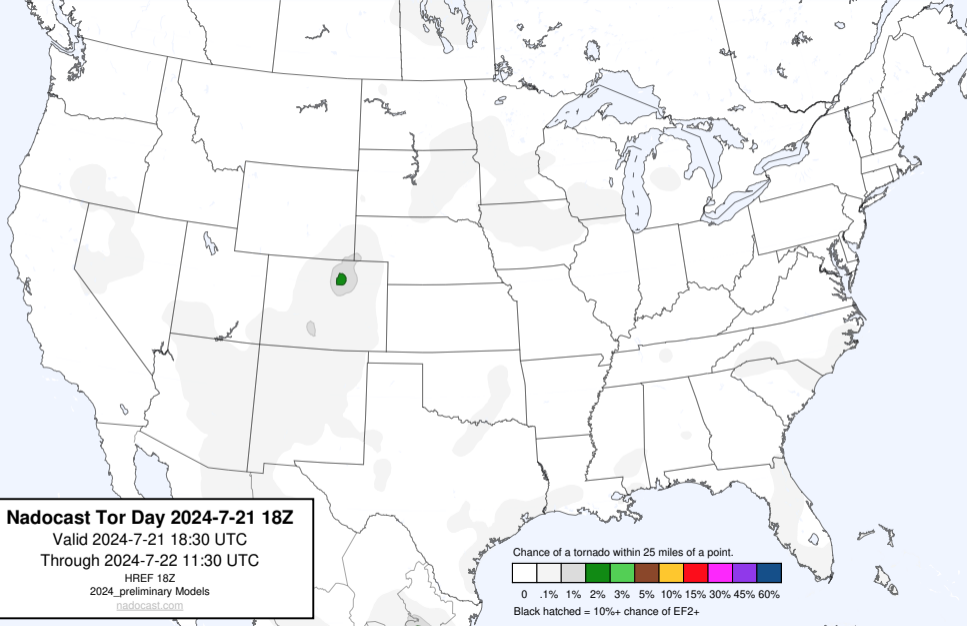 Nadocast Tor Day 2024-7-21 18Z
Valid 2024-7-21 18:30 UTC
Through 2024-7-22 11:30 UTC
HREF 18Z
2024_preliminary Models
nadocast.com
Chance of a tornado within 25 miles of a point.
0 .1% 1% 2% 3% 5% 10% 15% 30% 45% 60%
Black hatched = 10%+ chance of EF2+